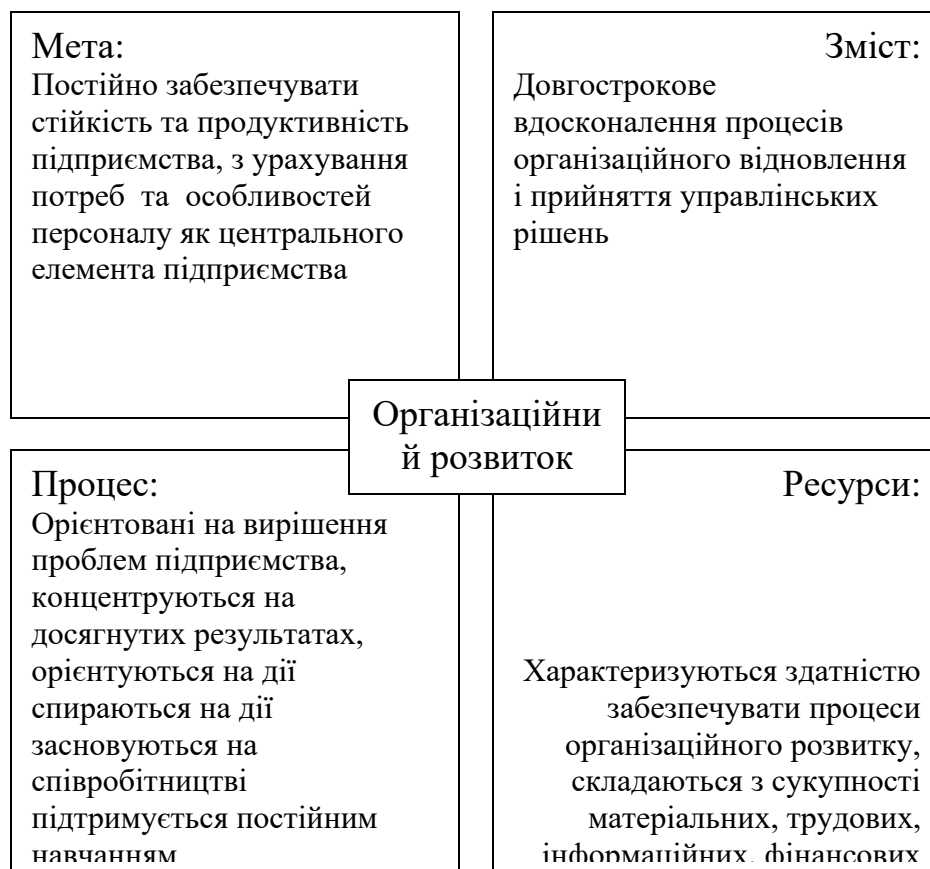 Мета:
Постійно забезпечувати
стійкість та продуктивність
підприємства, з урахування
потреб та особливостей
персоналу як центрального
елемента підприємства
Зміст:
Довгострокове
вдосконалення процесів
організаційного відновлення
і прийняття управлінських
рішень
Організаційни
й розвиток
Процес:
Орієнтовані на вирішення
проблем підприємства,
концентруються на
досягнутих результатах,
орієнтуються на дії
спираються на дії
засновуються на
співробітництві
підтримується постійним
навчанням
Ресурси:
Характеризуються здатністю
забезпечувати процеси
організаційного розвитку,
складаються з сукупності
матеріальних, трудових,
інформаційних, фінансових